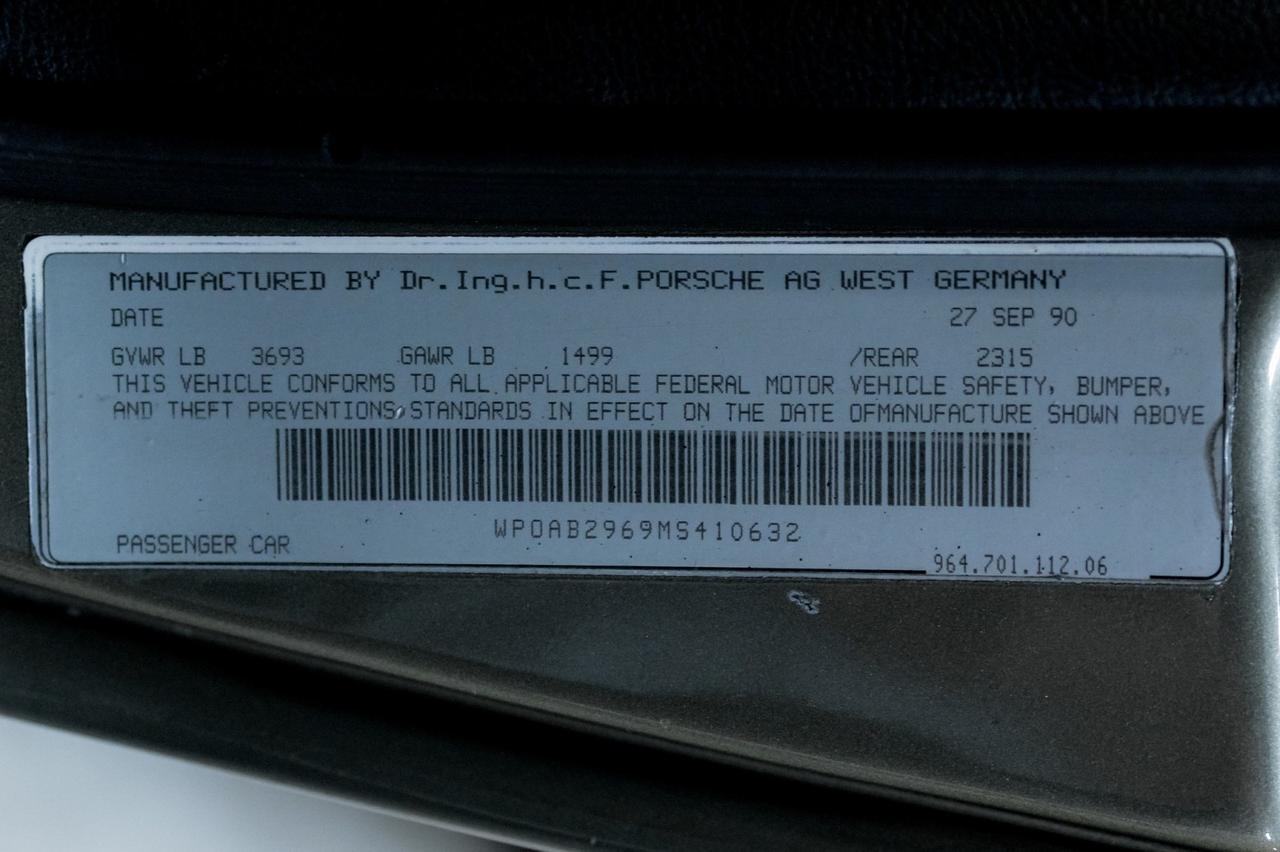 MANUFACTURED BY Dr.Ing.h.c.F.PORSCHE AG WEST GERMANY
DATE 27 SEP 90
GVWR LB 3693 GAWR LB 1499 /REAR 2315
THIS VEHICLE CONFORMS TO ALL APPLICABLE FEDERAL MOTOR VEHICLE SAFETY, BUMPER,
AND THEFT PREVENTIONS STANDARDS IN EFFECT ON THE DATE OFMANUFACTURE SHOWN ABOVE
WP0AB2969MS410632
PASSENGER CAR
964.701.112.06